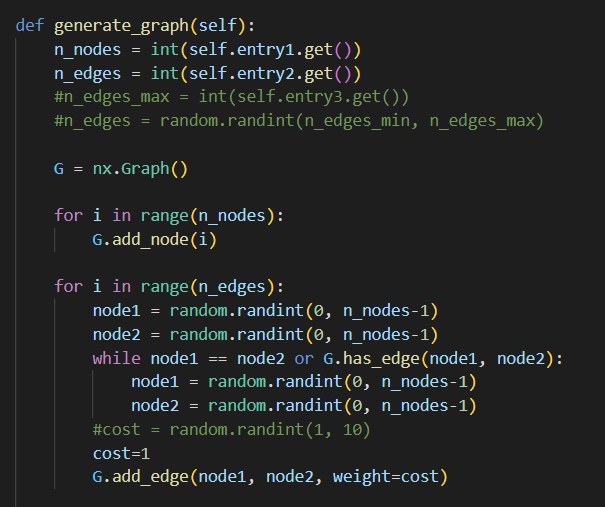 def generate_graph(self):
    n_nodes = int(self.entry1.get())
    n_edges = int(self.entry2.get())
    #n_edges_max = int(self.entry3.get())
    #n_edges = random.randint(n_edges_min, n_edges_max)

    G = nx.Graph()

    for i in range(n_nodes):
        G.add_node(i)

    for i in range(n_edges):
        node1 = random.randint(0, n_nodes-1)
        node2 = random.randint(0, n_nodes-1)
        while node1 == node2 or G.has_edge(node1, node2):
            node1 = random.randint(0, n_nodes-1)
            node2 = random.randint(0, n_nodes-1)
        #cost = random.randint(1, 10)
        cost=1
        G.add_edge(node1, node2, weight=cost)